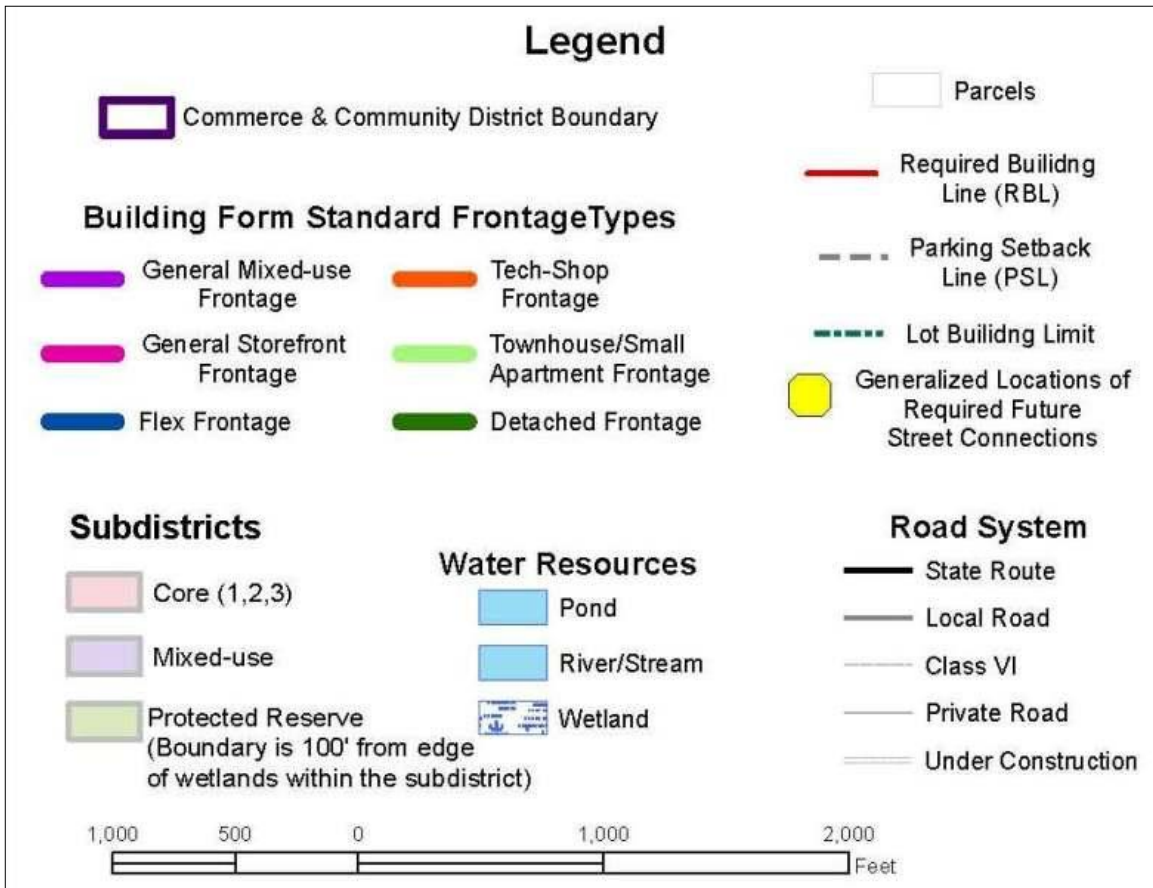 Legend
Commerce & Community District Boundary
Building Form Standard FrontageTypes
General Mixed-use
Frontage
General Storefront
Frontage
Flex Frontage
Tech-Shop
Frontage
Townhouse/Small
Apartment Frontage
Detached Frontage
Parcels
Required Builidng
Line (RBL)
Parking Setback
Line (PSL)
Lot Builidng Limit
Generalized Locations of
Required Future
Street Connections
Subdistricts
Core (1,2,3)
Mixed-use
Protected Reserve
(Boundary is 100' from edge
of wetlands within the subdistrict)
Water Resources
Pond
River/Stream
Wetland
Road System
State Route
Local Road
Class VI
Private Road
Under Construction
1,000 500 0 1,000 2,000
Feet